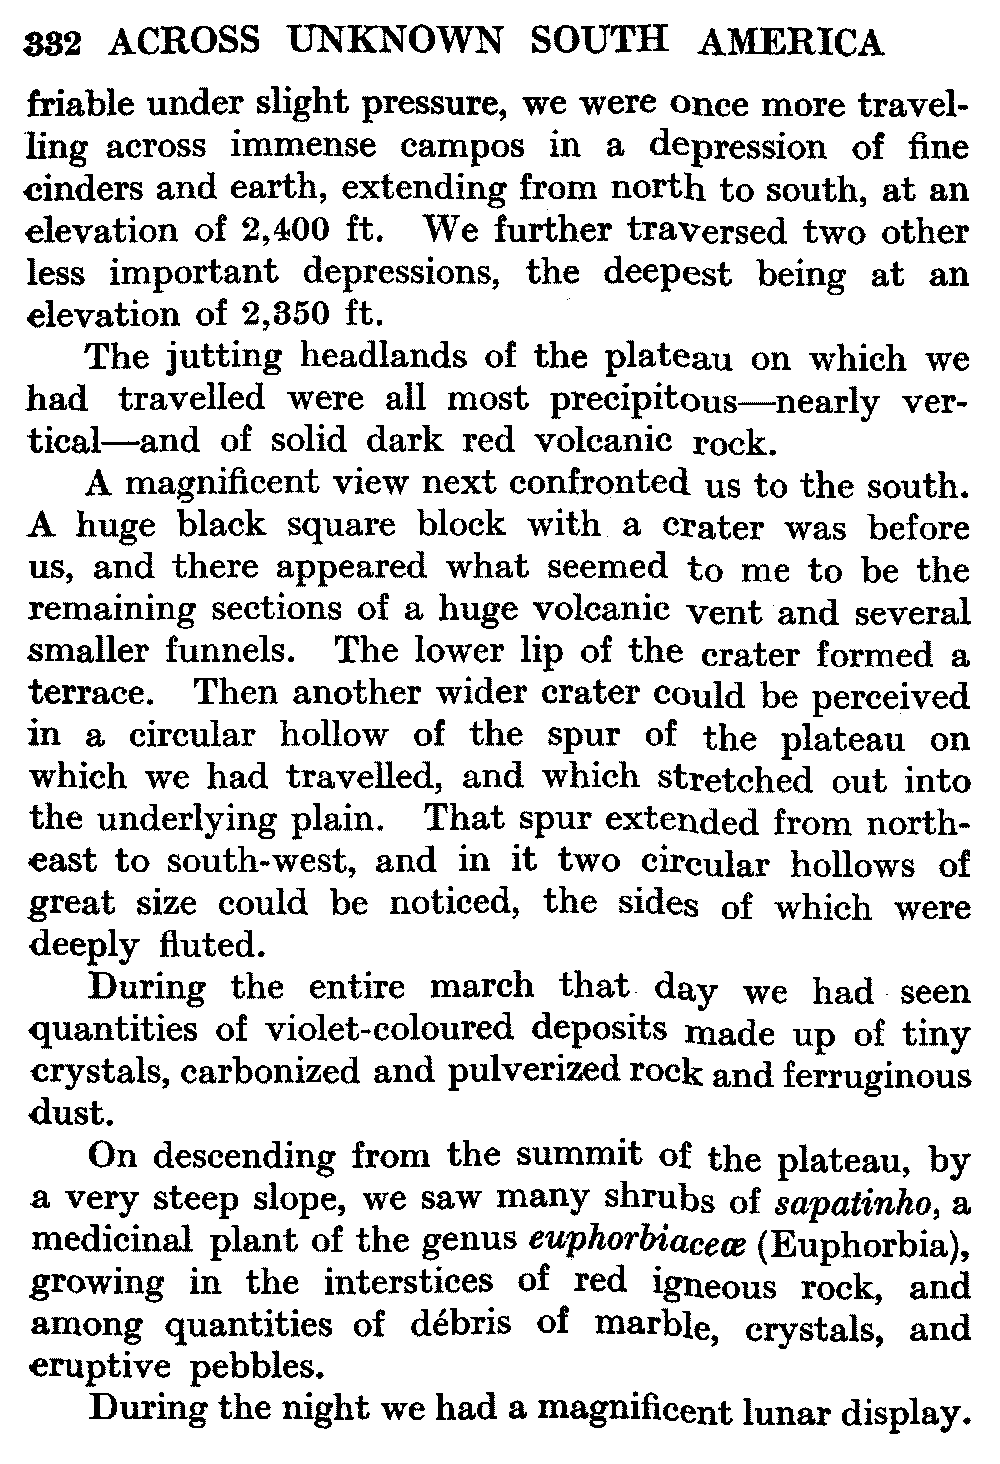 332 ACROSS UNKNOWN SOUTH AMERICA
friable under slight pressure, we were once more travel-
ling across immense campos in a depression of fine
cinders and earth, extending from north to south, at an
elevation of 2,400 ft. We further traversed two other
less important depressions, the deepest being at an
elevation of 2,350 ft.
The jutting headlands of the plateau on which we
had travelled were all most precipitous—nearly ver-
tical—and of solid dark red volcanic rock.
A magnificent view next confronted us to the south.
A huge black square block with a crater was before
us, and there appeared what seemed to me to be the
remaining sections of a huge volcanic vent and several
smaller funnels. The lower lip of the crater formed a
terrace. Then another wider crater could be perceived
in a circular hollow of the spur of the plateau on
which we had travelled, and which stretched out into
the underlying plain. That spur extended from north-
east to south-west, and in it two circular hollows of
great size could be noticed, the sides of which were
deeply fluted.
During the entire march that day we had seen
quantities of violet-coloured deposits made up of tiny
crystals, carbonized and pulverized rock and ferruginous
dust.
On descending from the summit of the plateau, by
a very steep slope, we saw many shrubs of sapatinho, a
medicinal plant of the genus euphorbiaceæ (Euphorbia),
growing in the interstices of red igneous rock, and
among quantities of débris of marble, crystals, and
eruptive pebbles.
During the night we had a magnificent lunar display.